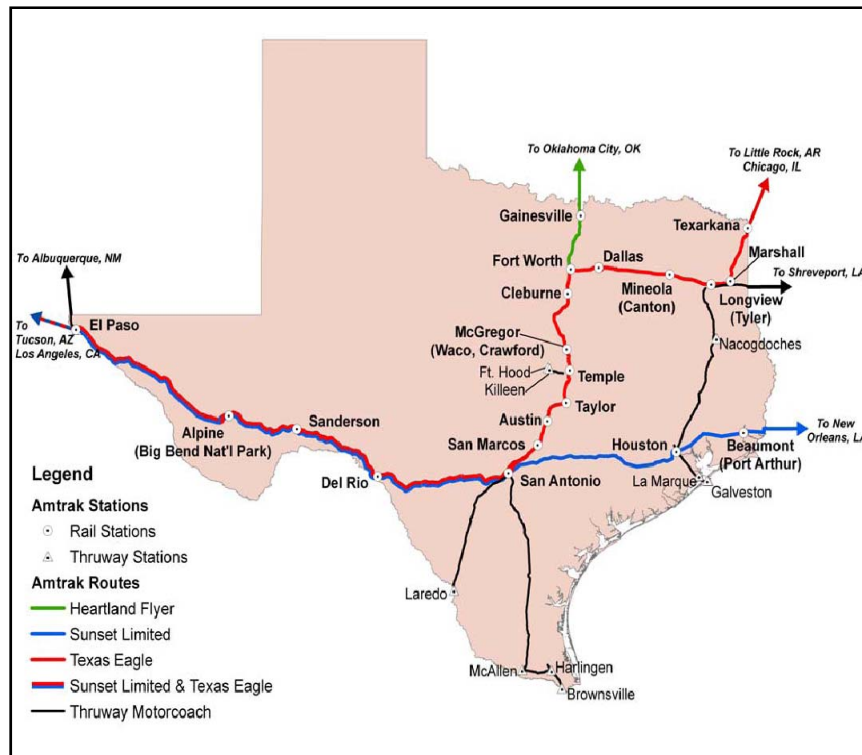 To Oklahoma City, OK
To Little Rock, AR
Chicago, IL
Gainesville
Texarkana
Fort Worth
Dallas
Marshall
To Albuquerque, NM
To Shreveport, LA
Cleburne
Mineola
(Canton)
Longview
(Tyler)
To
Tucson, AZ
Los Angeles, CA
El Paso
McGregor
(Waco, Crawford)
Nacogdoches
Ft. Hood
Killeen
Temple
Taylor
Austin
Alpine
(Big Bend Nat'l Park)
Sanderson
San Marcos
Houston
Beaumont
(Port Arthur)
To New
Orleans, LA
Del Rio
San Antonio
La Marque
Galveston
Laredo
McAllen
Harlingen
Brownsville
Legend
Amtrak Stations
Rail Stations
Thruway Stations
Amtrak Routes
Heartland Flyer
Sunset Limited
Texas Eagle
Sunset Limited & Texas Eagle
Thruway Motorcoach